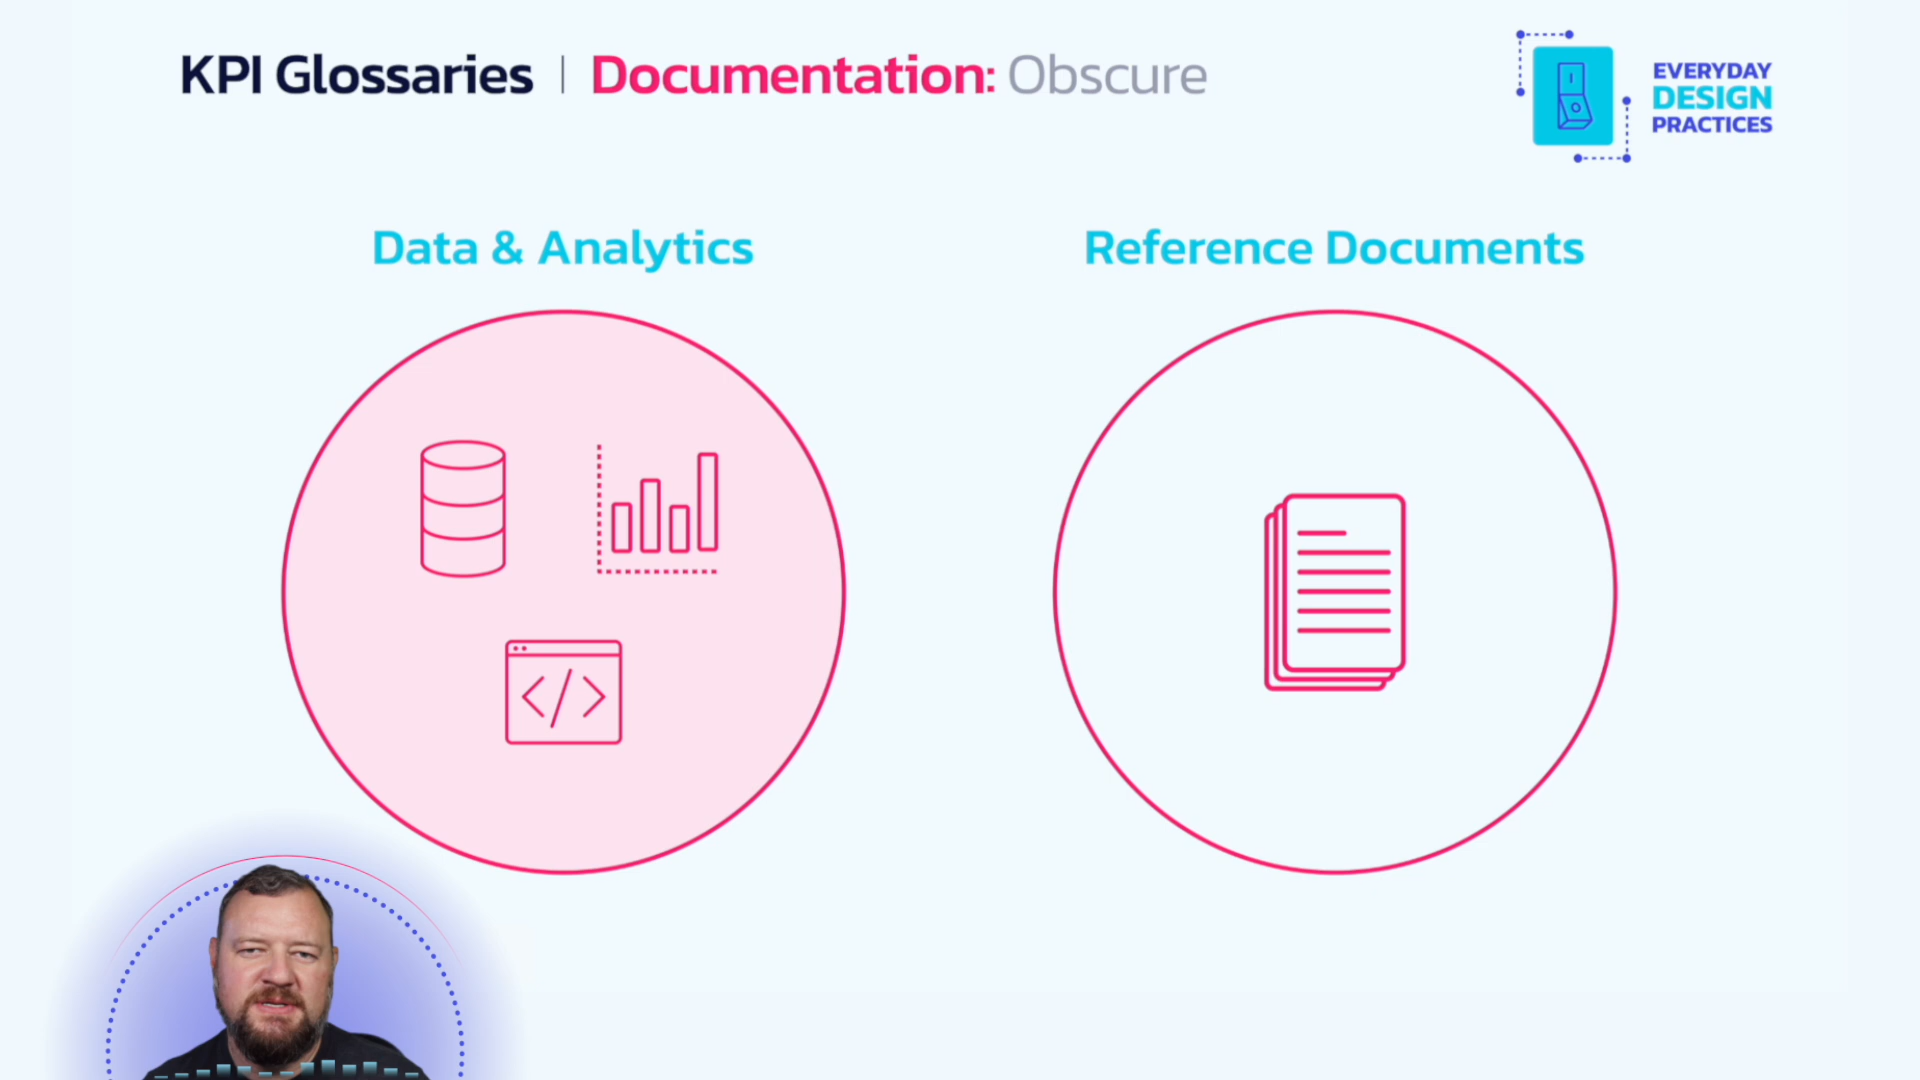 KPI Glossaries | Documentation: Obscure
EVERYDAY
DESIGN
PRACTICES
Data & Analytics
Reference Documents